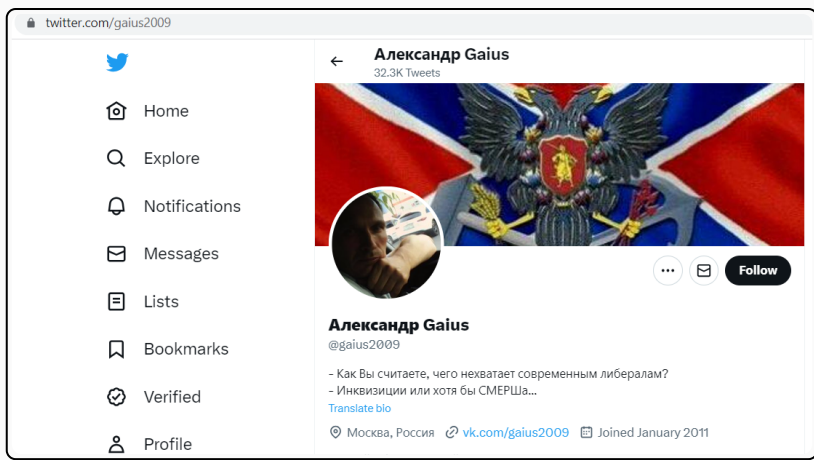 twitter.com/gaius2009
Александр Gaius
32.3K Tweets
Home
Explore
Notifications
Messages
Lists
Bookmarks
Verified
Profile
Follow
Александр Gaius
@gaius2009
- Как Вы считаете, чего нехватает современным либералам?
- Инквизиции или хотя бы СМЕРШа...
Translate bio
Москва, Россия vk.com/gaius2009 Joined January 2011